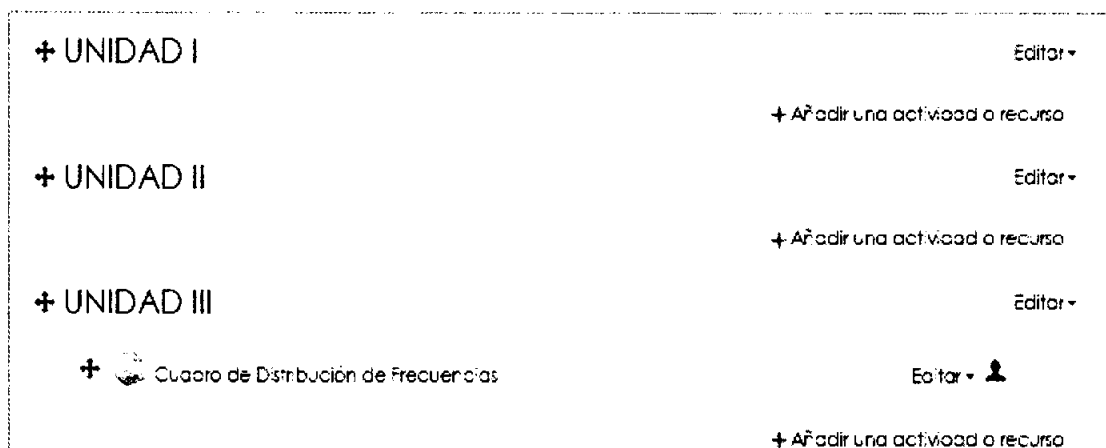 UNIDAD I Editar
+ Añadir una actividad o recurso
UNIDAD II Editar
+ Añadir una actividad o recurso
UNIDAD III Editar
Cuadro de Distribución de Frecuencias Editar
+ Añadir una actividad o recurso